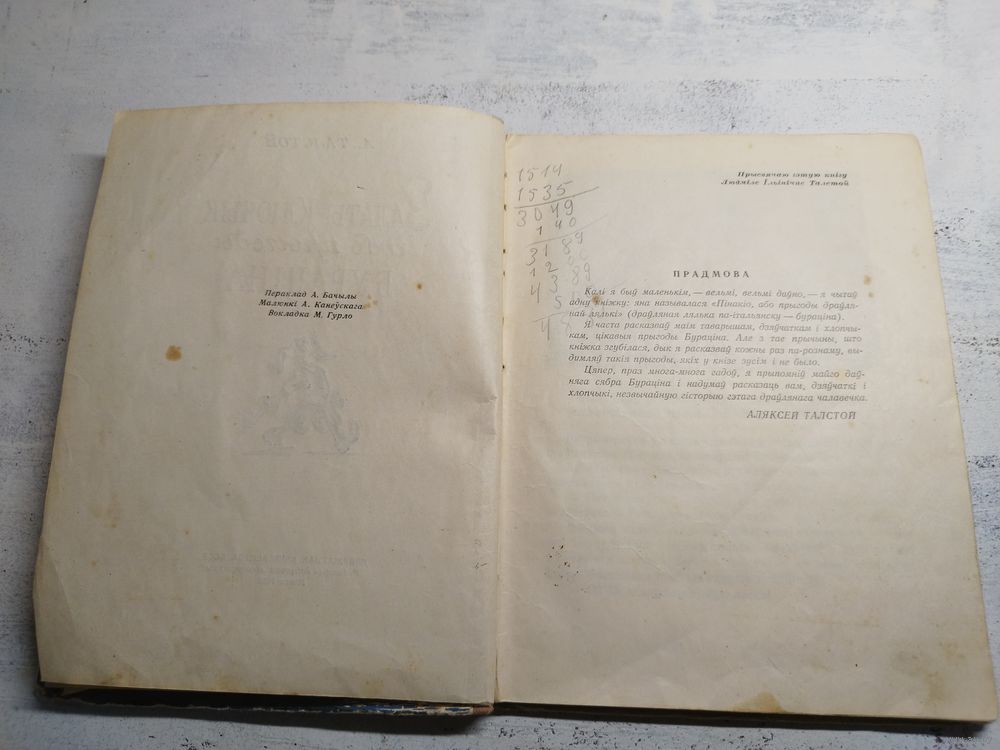 Пераклад А. Бачылы
Малюнкі А. Канеўскага
Вокладка М. Гурло
1514
1535
3049
140
3189
Прысвячаю гэтую кнігу
Людміле Ільінічне Талстой
ПРАДМОВА
Калі я быў маленькім, — вельмі, вельмі даўно, — я чытаў
адну кніжку: яна называлася «Пінакіо, або прыгоды драўля-
най лялькі» (драўляная лялька па-італьянску — бураціна).
Я часта расказваў маім таварышам, дзяўчаткам і хлопчы-
кам, цікавыя прыгоды Бураціна. Але з тае прычыны, што
кніжка згубілася, дык я расказваў кожны раз па-рознаму, вы-
думляў такія прыгоды, якіх у кнізе зусім і не было.
Цяпер, праз многа-многа гадоў, я прыпомніў майго даў-
няга сябра Бураціна і надумаў расказаць вам, дзяўчаткі і
хлопчыкі, незвычайную гісторыю гэтага драўлянага чалавечка.
АЛЯКСЕЙ ТАЛСТОЙ